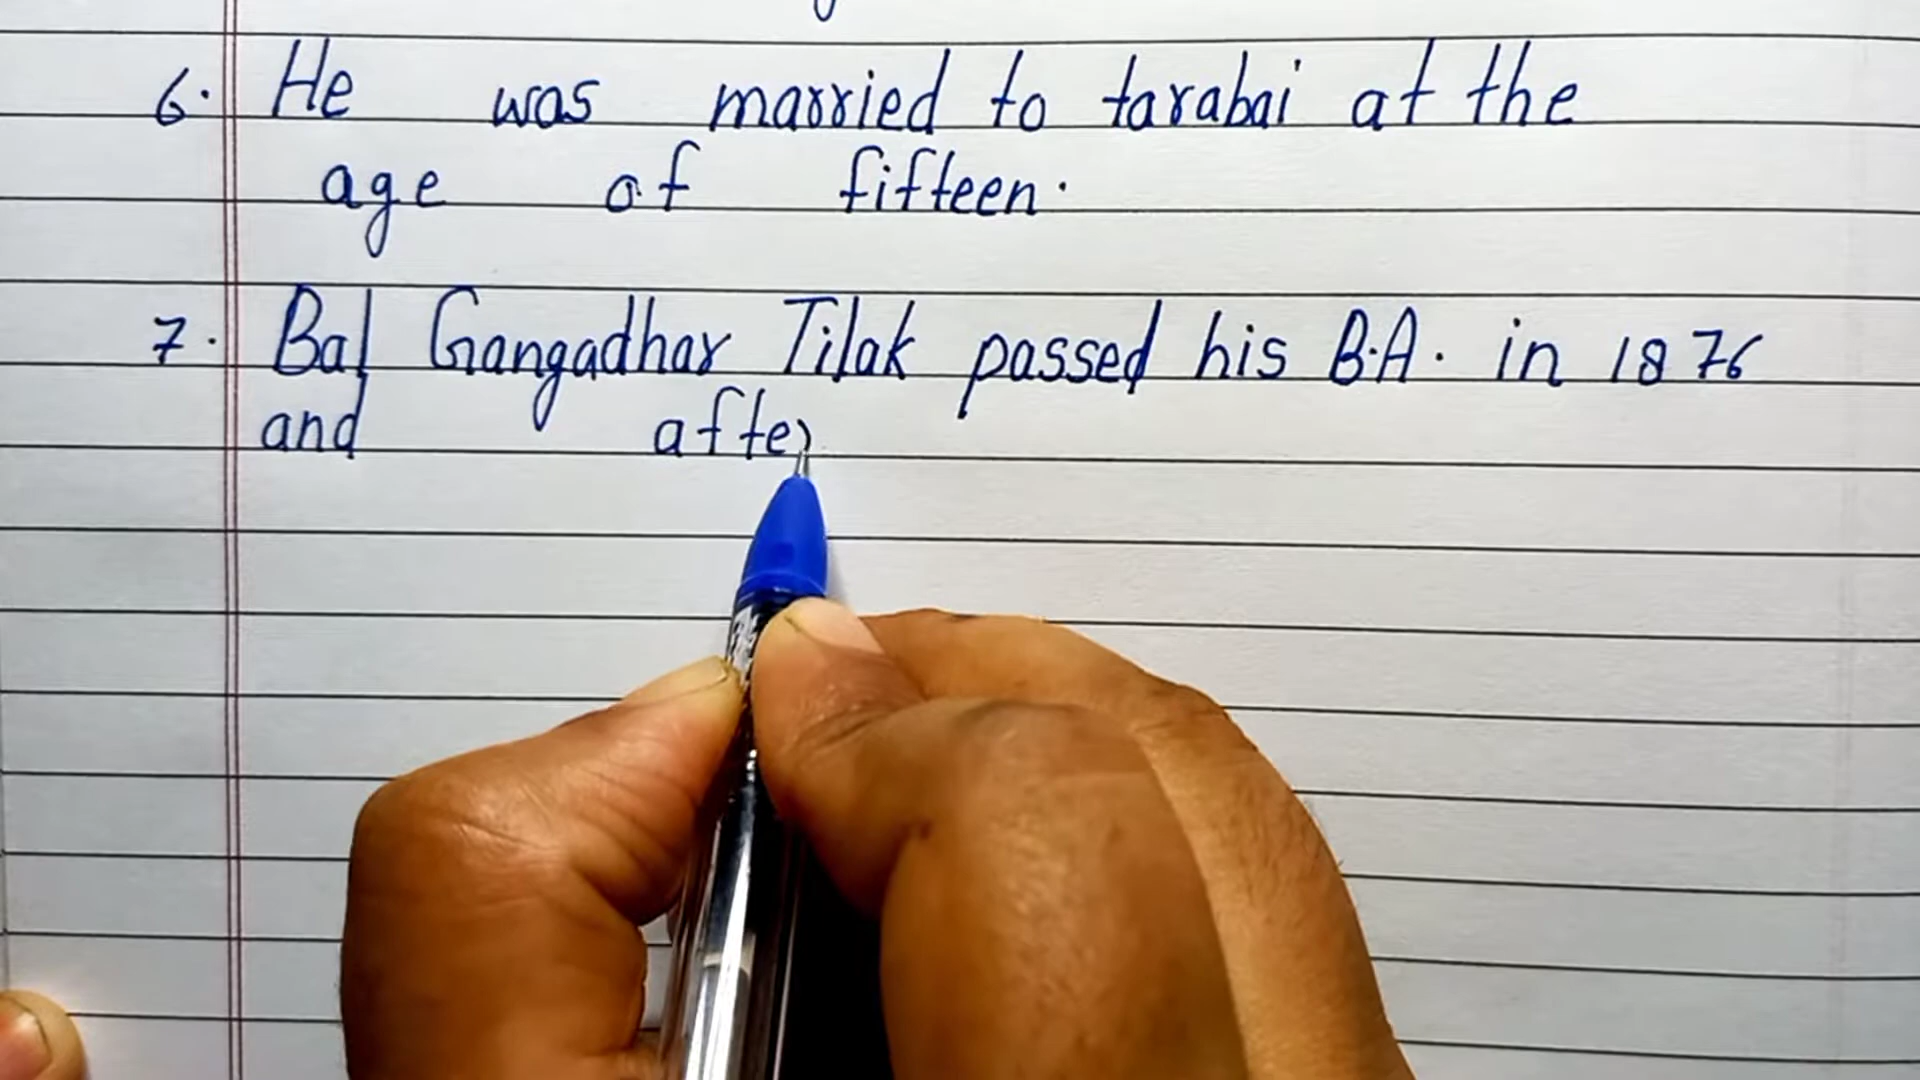 6. He was married to tarabai at the
age of fifteen.
7. Bal Gangadhar Tilak passed his B.A. in 1876
and after